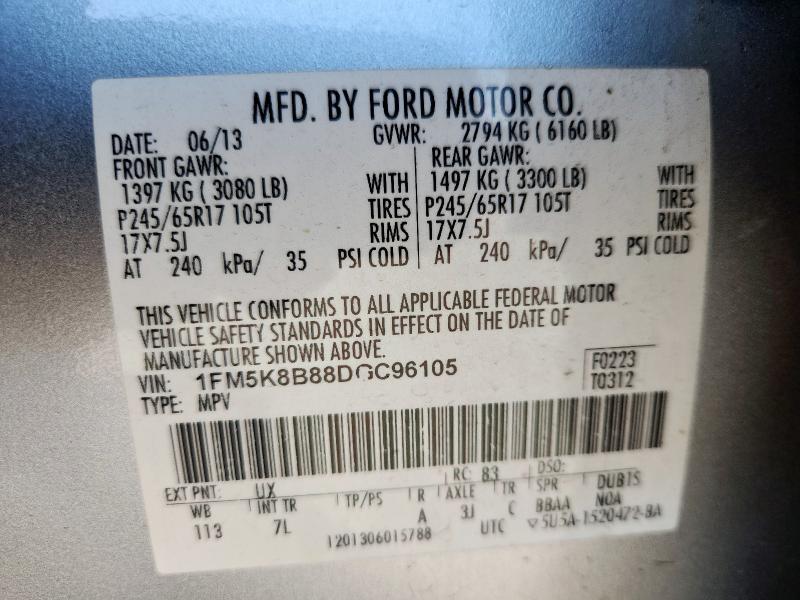 MFD. BY FORD MOTOR CO.
DATE: 06/13 GVWR: 2794 KG ( 6160 LB)
FRONT GAWR: REAR GAWR:
1397 KG ( 3080 LB) WITH 1497 KG ( 3300 LB) WITH
P245/65R17 105T TIRES P245/65R17 105T TIRES
17X7.5J RIMS 17X7.5J RIMS
AT 240 kPa/ 35 PSI COLD AT 240 kPa/ 35 PSI COLD
THIS VEHICLE CONFORMS TO ALL APPLICABLE FEDERAL MOTOR
VEHICLE SAFETY STANDARDS IN EFFECT ON THE DATE OF
MANUFACTURE SHOWN ABOVE.
VIN: 1FM5K8B88DGC96105 F0223
TYPE: MPV T0312
EXT PNT: UX RC: 83 DSO:
WB INT TR TP/PS R AXLE TR SPR DUBTS
113 7L A 3J C BBAA NOA
1201306015788 UTC ▽5U5A-1520472-BA